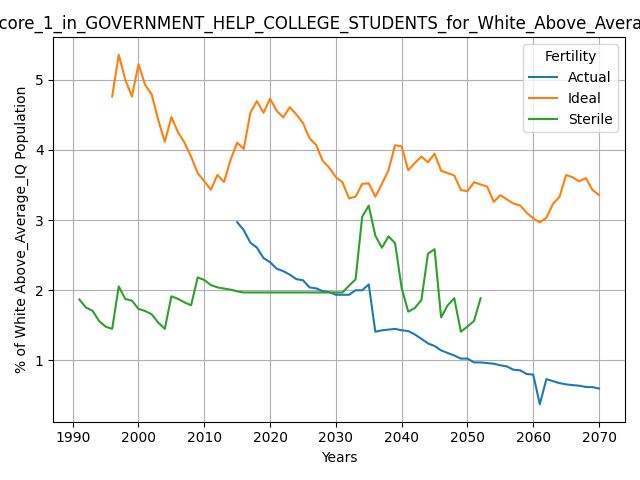 core_1_in_GOVERNMENT_HELP_COLLEGE_STUDENTS_for_White_Above_Avera
Fertility
Actual
Ideal
Sterile
% of White Above_Average_IQ Population
5
4
3
2
1
1990 2000 2010 2020 2030 2040 2050 2060 2070
Years